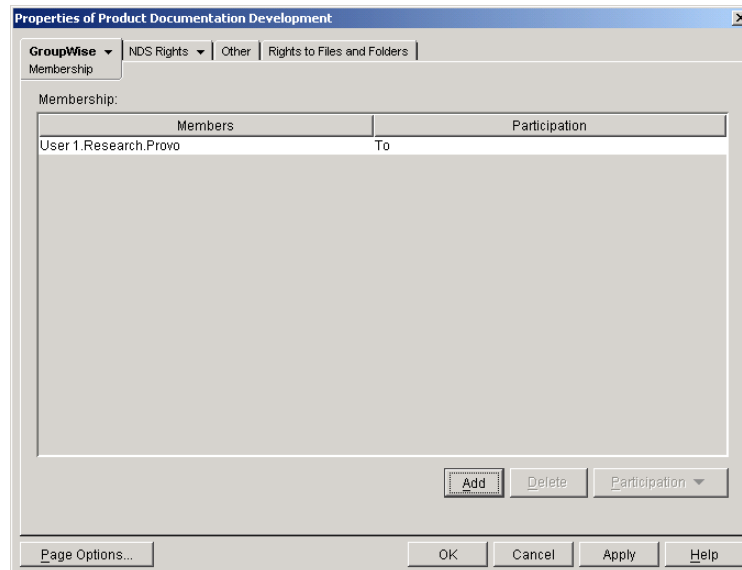 Properties of Product Documentation Development
GroupWise NDS Rights Other Rights to Files and Folders
Membership
Membership:
Members Participation
User 1.Research.Provo To
Add Delete Participation
Page Options... OK Cancel Apply Help